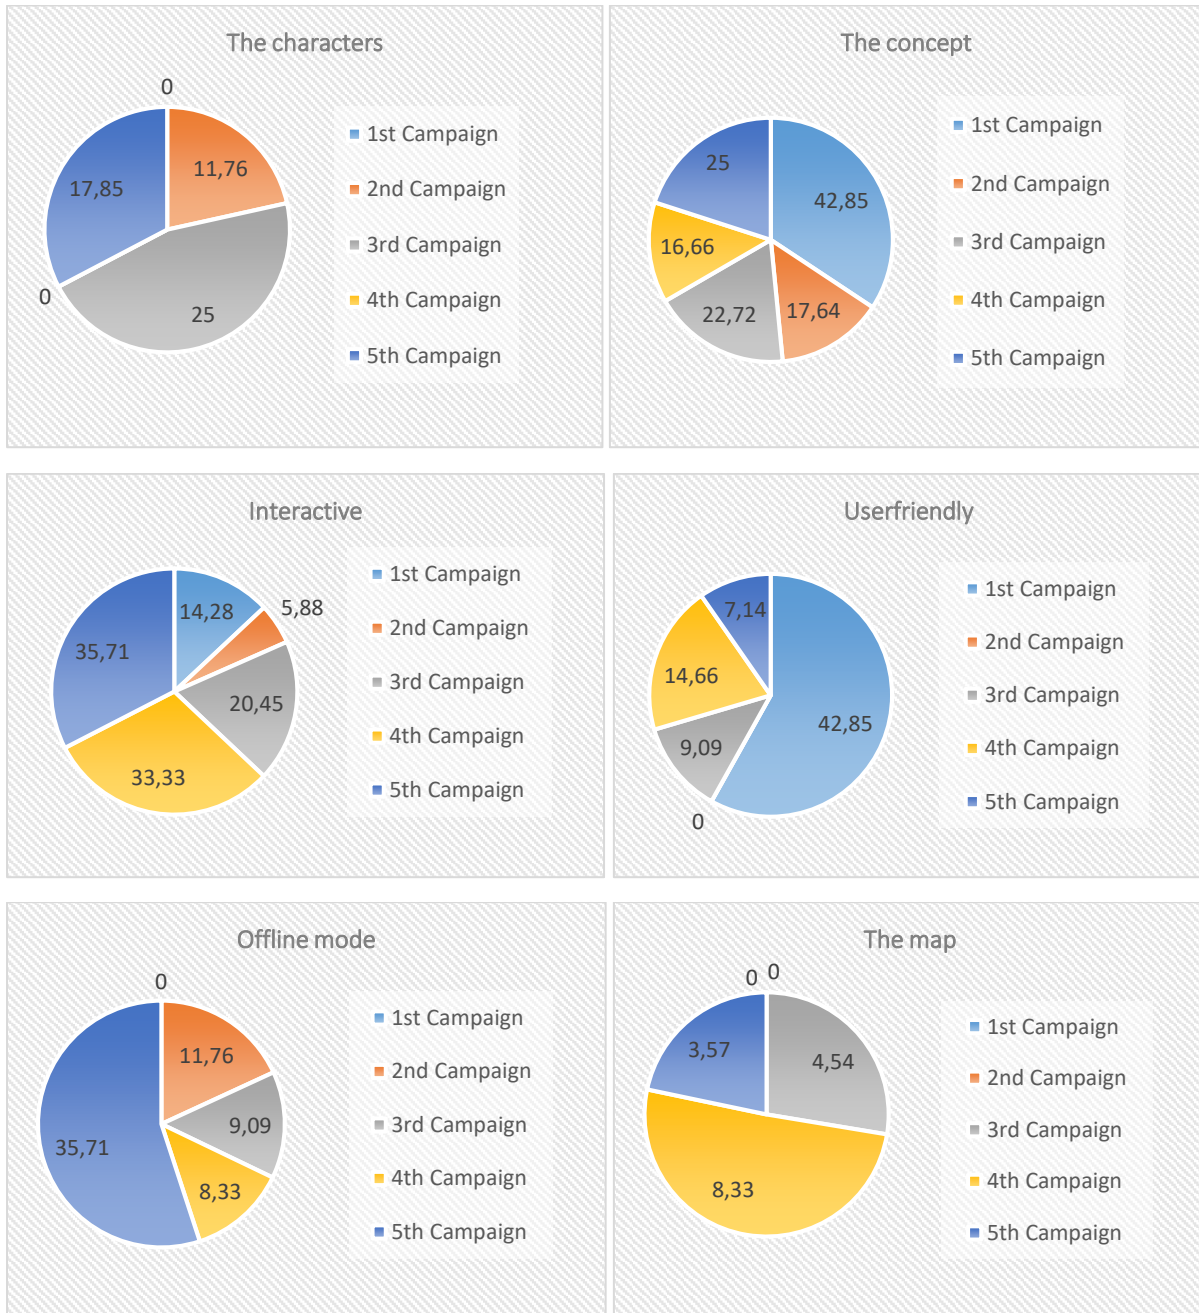 The characters
0
11,76
25
0
17,85
1st Campaign
2nd Campaign
3rd Campaign
4th Campaign
5th Campaign
The concept
42,85
17,64
22,72
16,66
25
1st Campaign
2nd Campaign
3rd Campaign
4th Campaign
5th Campaign
Interactive
14,28
5,88
20,45
33,33
35,71
1st Campaign
2nd Campaign
3rd Campaign
4th Campaign
5th Campaign
Userfriendly
42,85
0
9,09
14,66
7,14
1st Campaign
2nd Campaign
3rd Campaign
4th Campaign
5th Campaign
Offline mode
0
11,76
9,09
8,33
35,71
1st Campaign
2nd Campaign
3rd Campaign
4th Campaign
5th Campaign
The map
0 0
4,54
8,33
3,57
1st Campaign
2nd Campaign
3rd Campaign
4th Campaign
5th Campaign